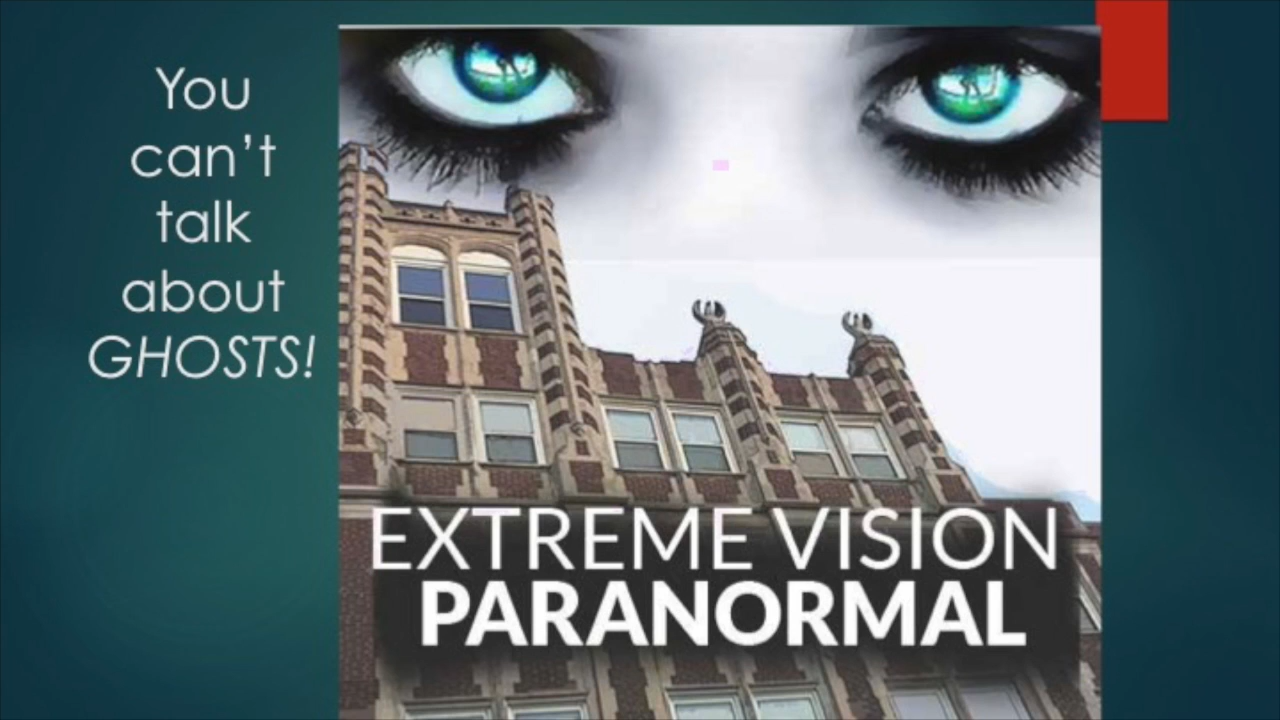 You
can’t
talk
about
GHOSTS!
EXTREME VISION
PARANORMAL